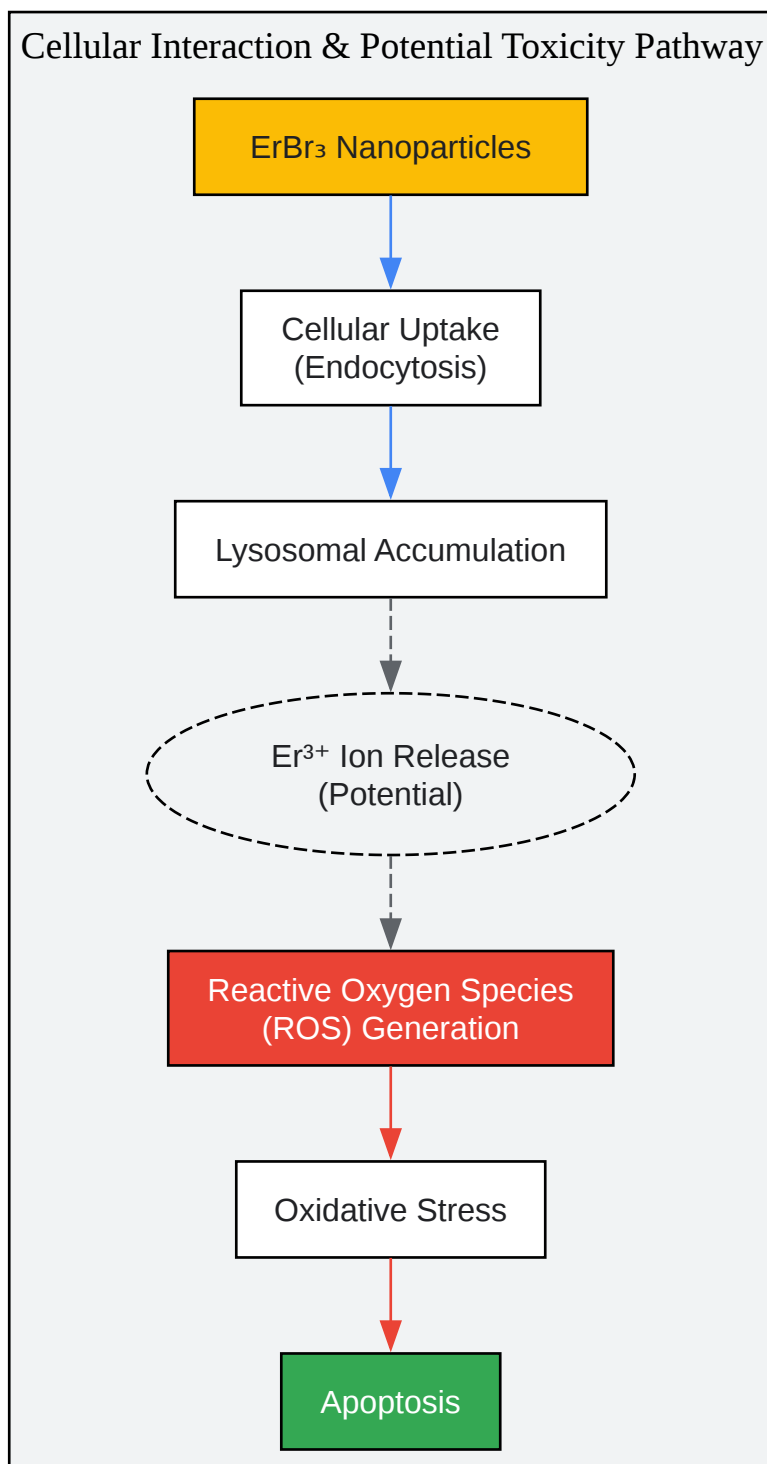 Cellular Interaction & Potential Toxicity Pathway
ErBr₃ Nanoparticles
Cellular Uptake
(Endocytosis)
Lysosomal Accumulation
Er³⁺ Ion Release
(Potential)
Reactive Oxygen Species
(ROS) Generation
Oxidative Stress
Apoptosis